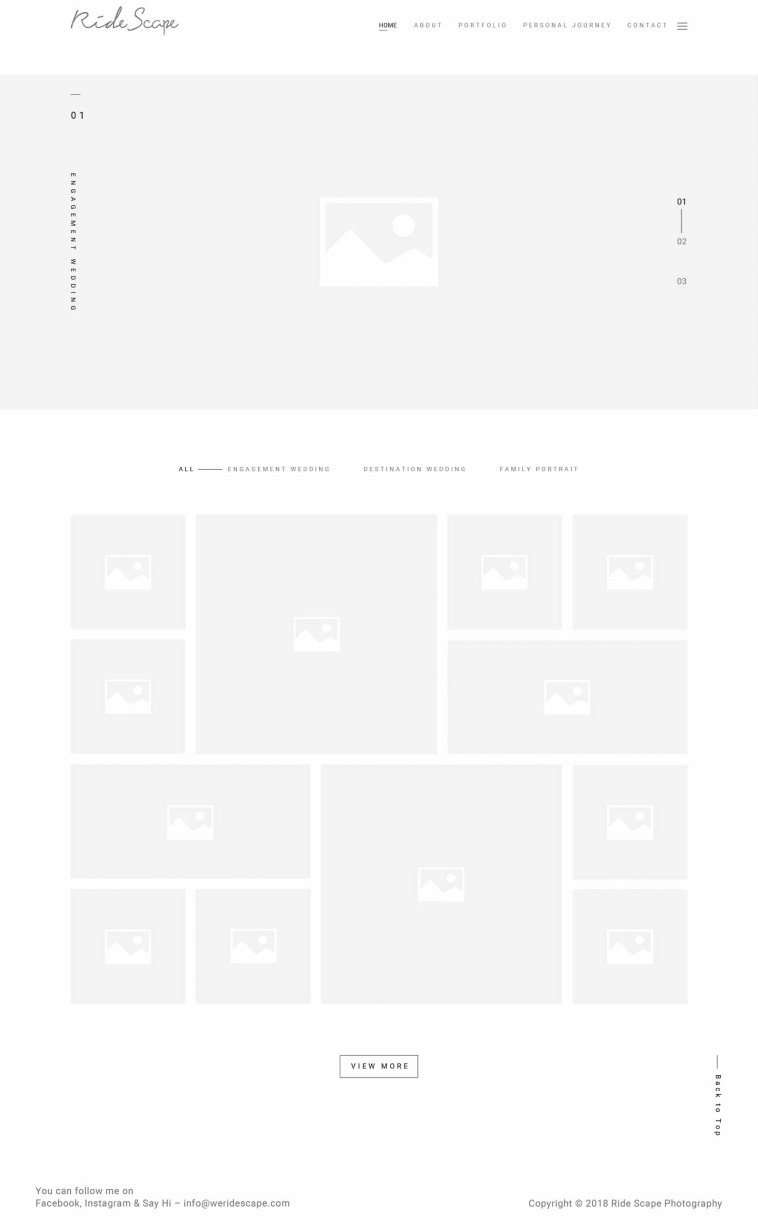 RideScape
HOME ABOUT PORTFOLIO PERSONAL JOURNEY CONTACT
01
ENGAGEMENT WEDDING
01
02
03
ALL ENGAGEMENT WEDDING DESTINATION WEDDING FAMILY PORTRAIT
VIEW MORE
Back to Top
You can follow me on
Facebook, Instagram & Say Hi – info@weridescape.com
Copyright © 2018 Ride Scape Photography